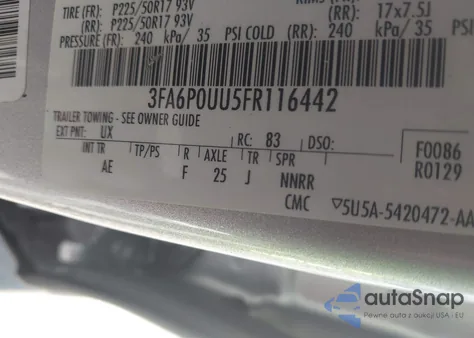 TIRE (FR): P225/50R17 93V
(RR): 17x7.5J
(RR): P225/50R17 93V
PSI COLD (RR): 240 kPa/ 35 PSI
PRESSURE (FR): 240 kPa/ 35
3FA6P0UU5FR116442
TRAILER TOWING - SEE OWNER GUIDE
EXT PNT: UX RC: 83 DSO: F0086
INT TR TP/PS R AXLE TR SPR R0129
AE F 25 J NNRR
CMC ▽5U5A-5420472-AA
autoSnap
Pewne auto z aukcji USA i EU